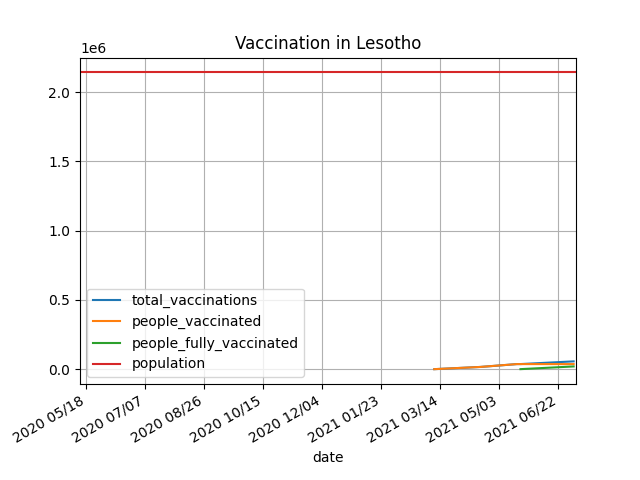 Vaccination in Lesotho
1e6
2.0
1.5
1.0
0.5
0.0
total_vaccinations
people_vaccinated
people_fully_vaccinated
population
2020 05/18
2020 07/07
2020 08/26
2020 10/15
2020 12/04
2021 01/23
2021 03/14
2021 05/03
2021 06/22
date